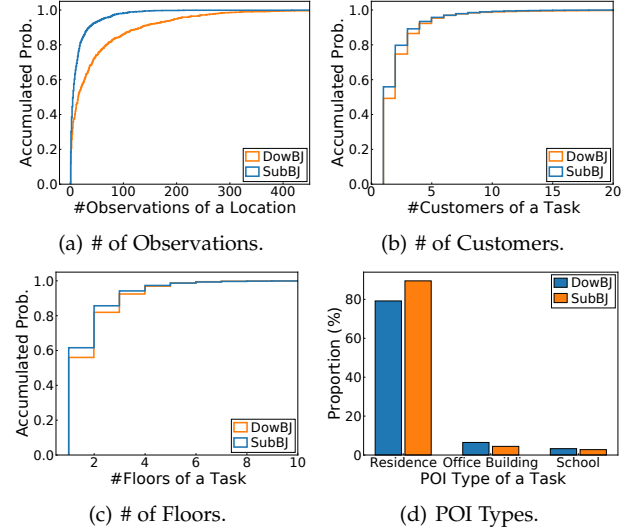 1.0
0.8
0.6
0.4
0.2
0.0
Accumulated Prob.
0 100 200 300 400
#Observations of a Location
DowBJ
SubBJ
(a) # of Observations.
1.0
0.8
0.6
0.4
0.2
0.0
Accumulated Prob.
0 5 10 15 20
#Customers of a Task
DowBJ
SubBJ
(b) # of Customers.
1.0
0.8
0.6
0.4
0.2
0.0
Accumulated Prob.
2 4 6 8 10
#Floors of a Task
DowBJ
SubBJ
(c) # of Floors.
80
60
40
20
0
Proportion (%)
Residence Office Building School
POI Type of a Task
DowBJ
SubBJ
(d) POI Types.